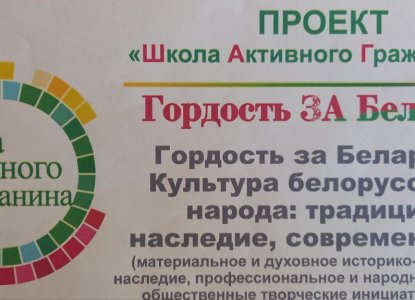 ПРОЕКТ
«Школа Активного Граж
Гордость ЗА Бел
Гордость за Белар
Культура белорусс
народа: традици
наследие, современ
(материальное и духовное историко-
наследие, профессиональное и народн
общественные творческие инициат
а
ного
анина